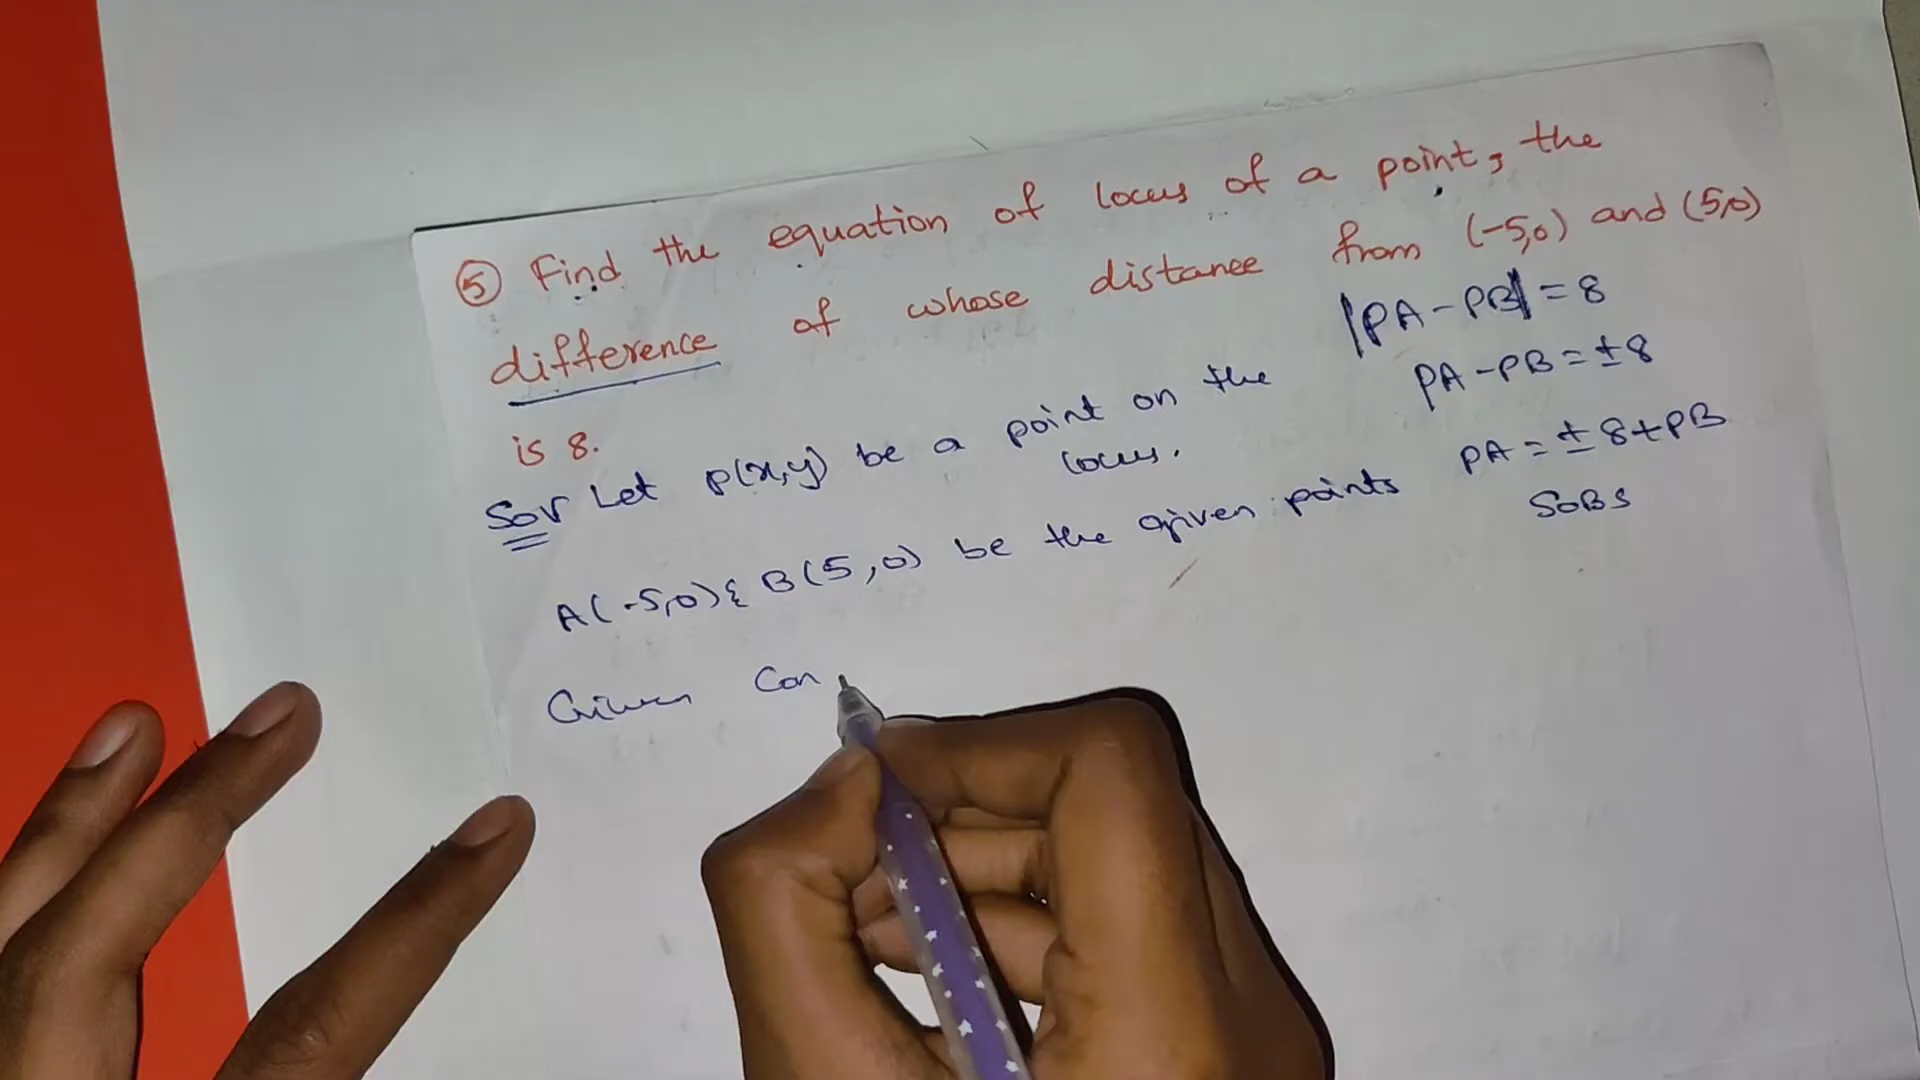 ⑤ Find the equation of locus of a point, the
difference of whose distance from (-5,0) and (5,0)
is 8.
|PA-PB|=8
PA-PB=±8
PA=±8+PB
SOBS
Sol Let P(x,y) be a point on the
locus.
A(-5,0) & B(5,0) be the given points
Given Con